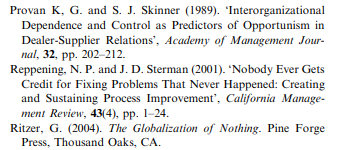 Provan K, G. and S. J. Skinner (1989). ‘Interorganizational
Dependence and Control as Predictors of Opportunism in
Dealer-Supplier Relations’, Academy of Management Jour-
nal, 32, pp. 202–212.
Reppening, N. P. and J. D. Sterman (2001). ‘Nobody Ever Gets
Credit for Fixing Problems That Never Happened: Creating
and Sustaining Process Improvement’, California Manage-
ment Review, 43(4), pp. 1–24.
Ritzer, G. (2004). The Globalization of Nothing. Pine Forge
Press, Thousand Oaks, CA.